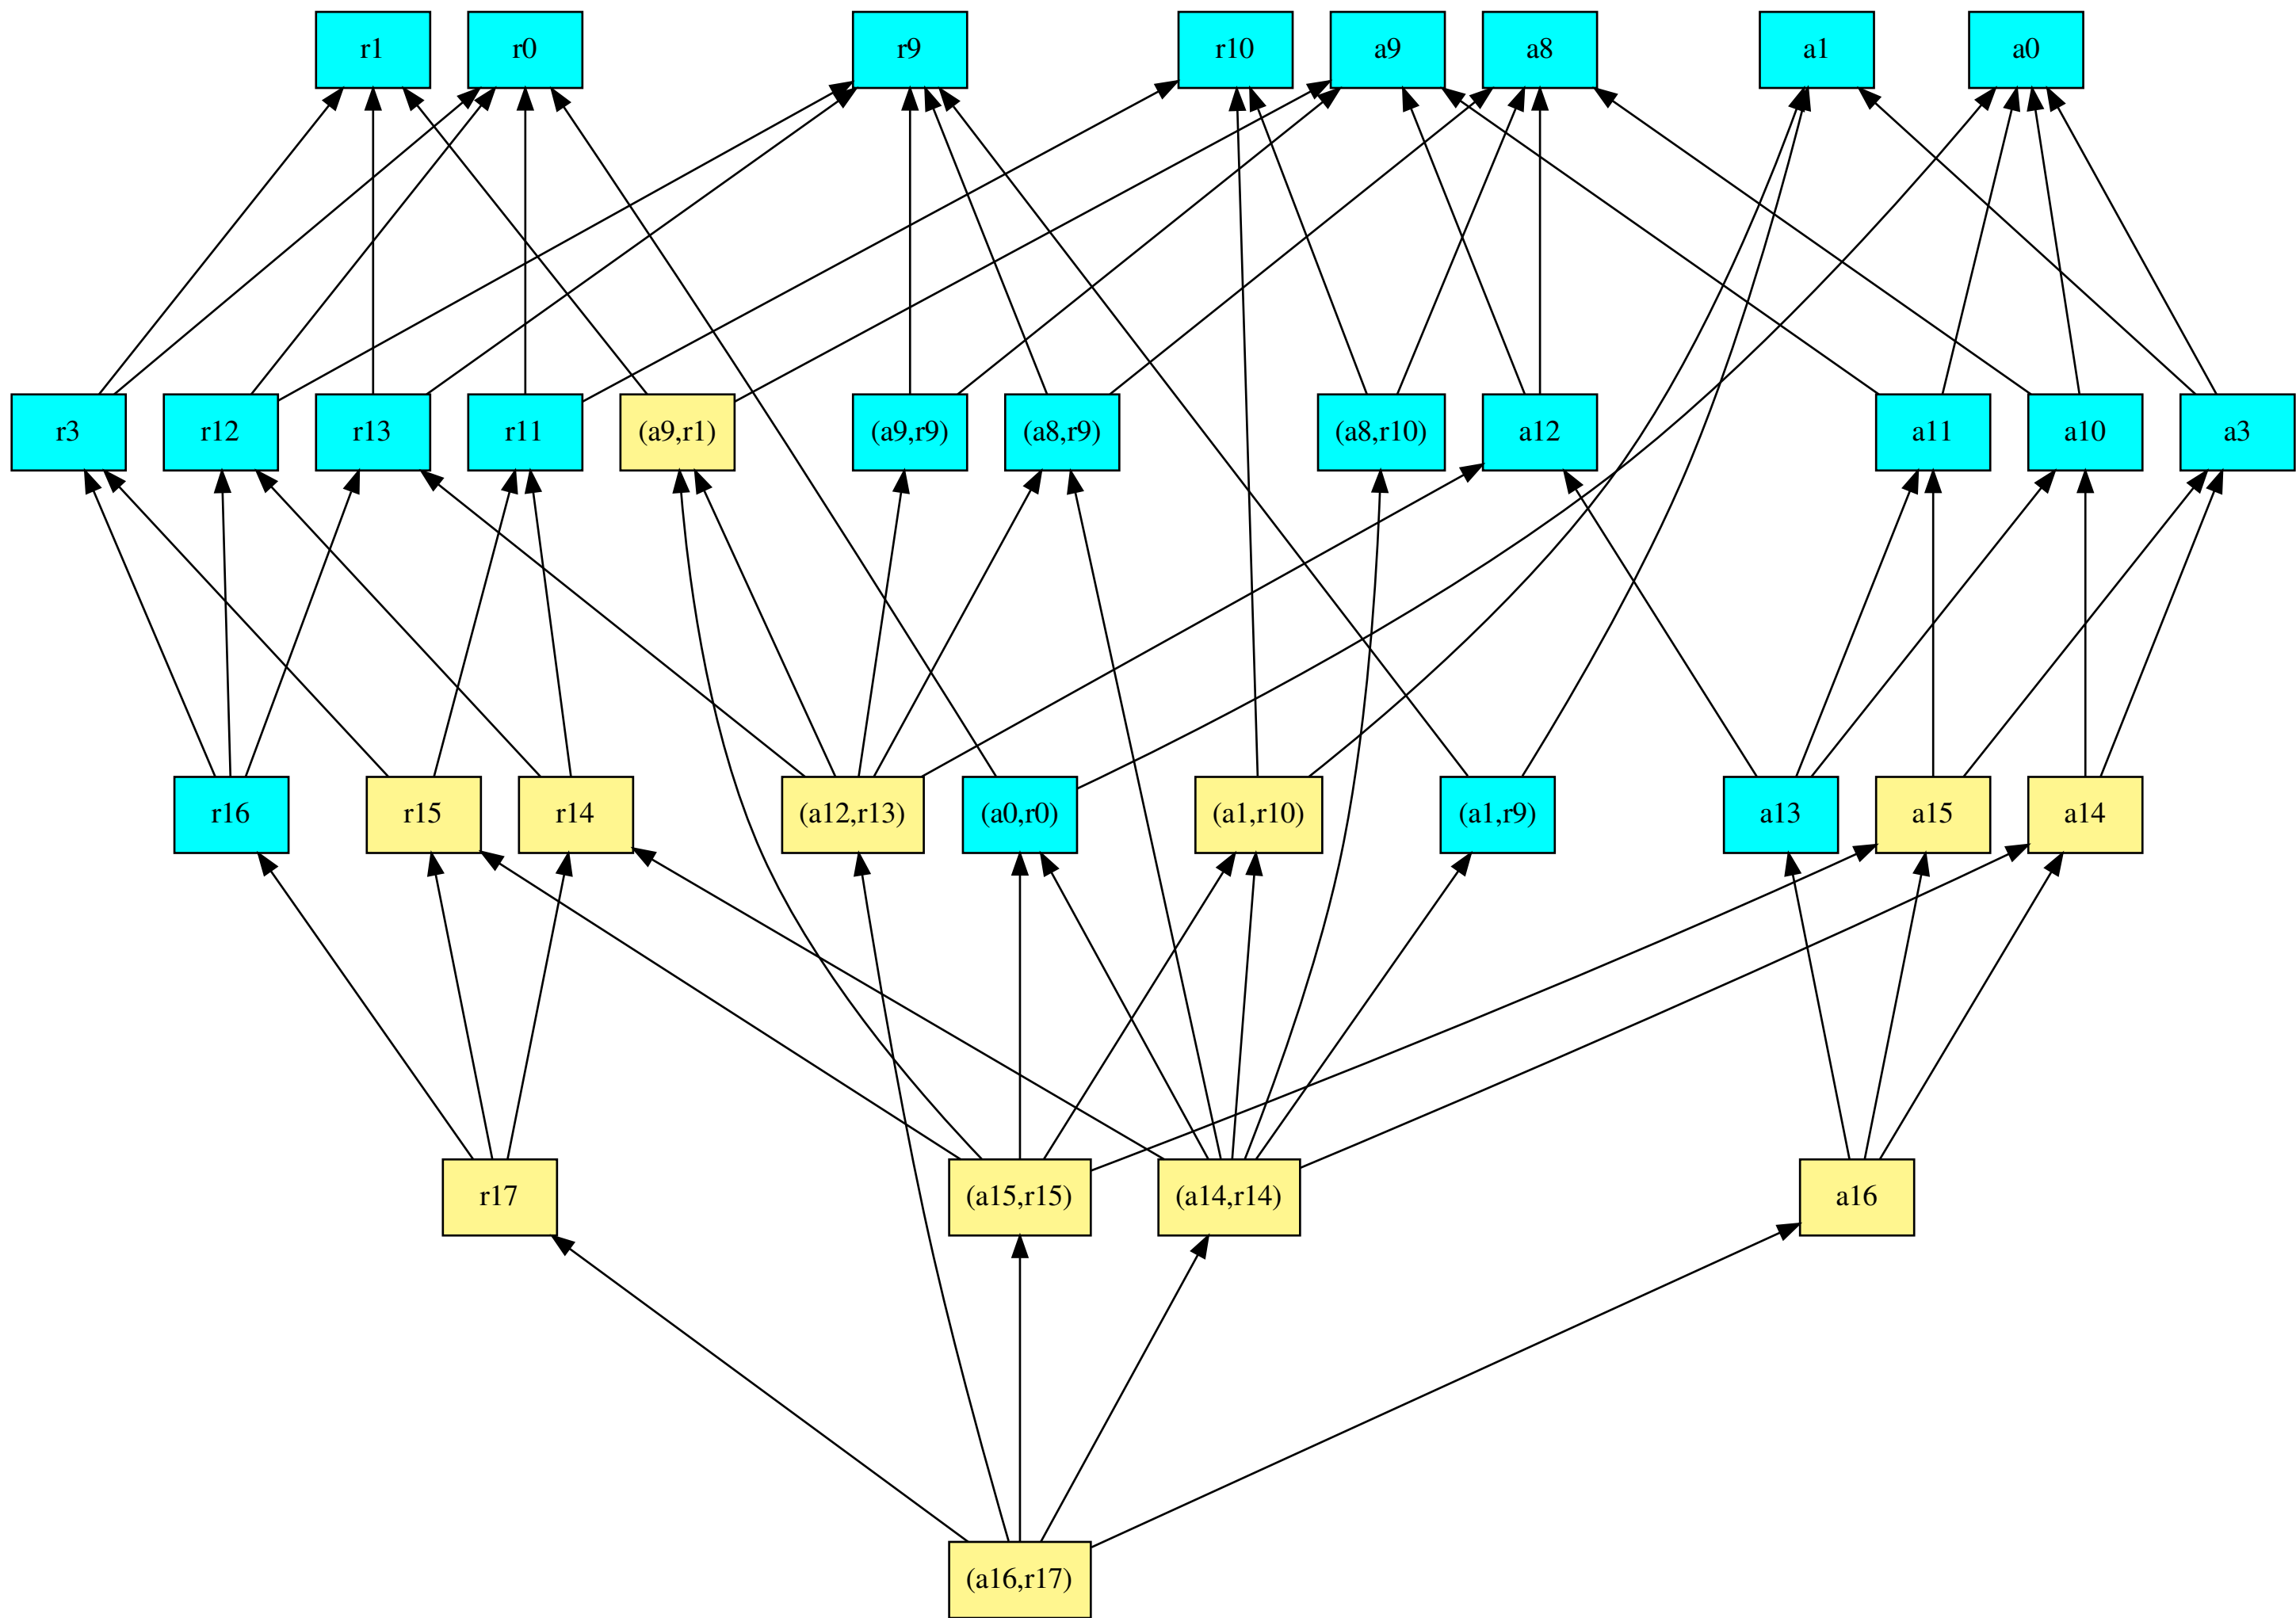 r1
r0
r9
r10
a9
a8
a1
a0
r3
r12
r13
r11
(a9,r1)
(a9,r9)
(a8,r9)
(a8,r10)
a12
a11
a10
a3
r16
r15
r14
(a12,r13)
(a0,r0)
(a1,r10)
(a1,r9)
a13
a15
a14
r17
(a15,r15)
(a14,r14)
a16
(a16,r17)